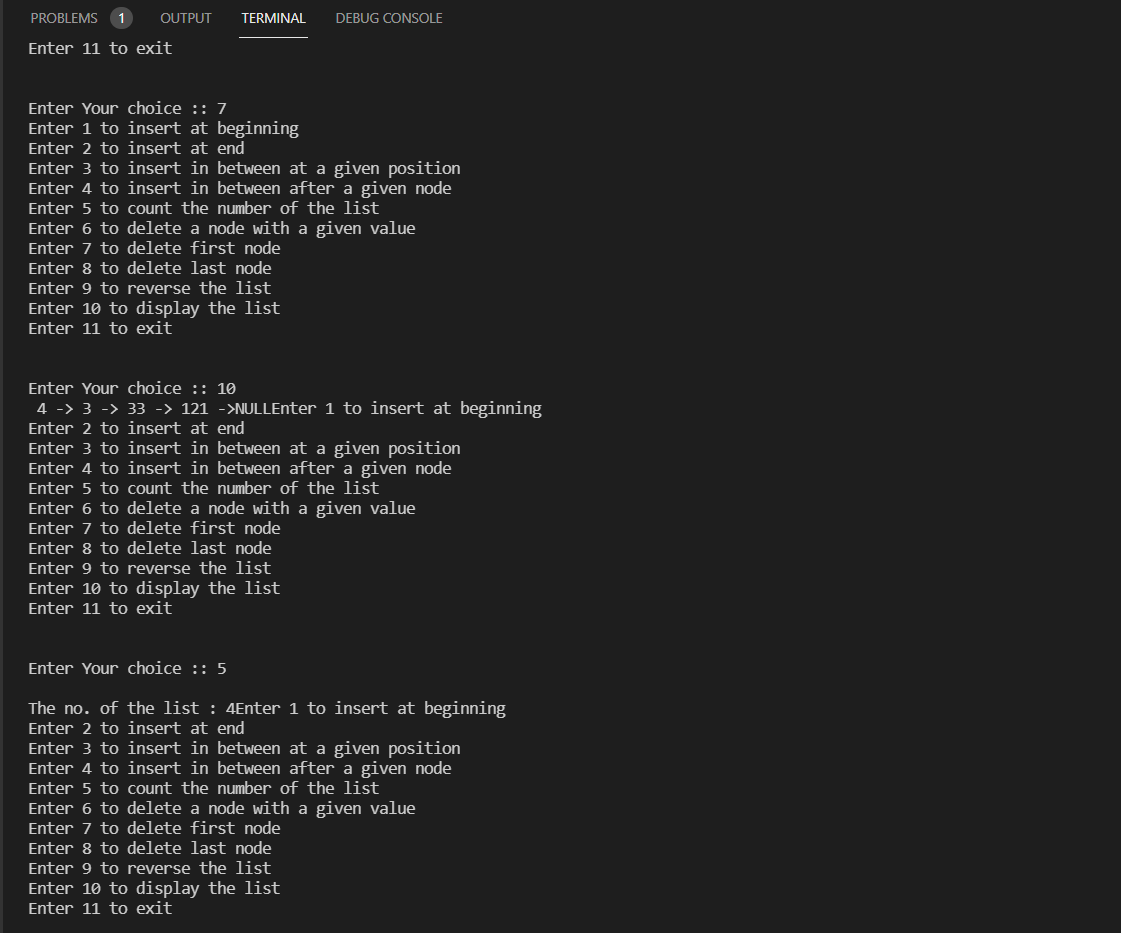 PROBLEMS 1 OUTPUT TERMINAL DEBUG CONSOLE
Enter 11 to exit
Enter Your choice :: 7
Enter 1 to insert at beginning
Enter 2 to insert at end
Enter 3 to insert in between at a given position
Enter 4 to insert in between after a given node
Enter 5 to count the number of the list
Enter 6 to delete a node with a given value
Enter 7 to delete first node
Enter 8 to delete last node
Enter 9 to reverse the list
Enter 10 to display the list
Enter 11 to exit
Enter Your choice :: 10
4 -> 3 -> 33 -> 121 ->NULLEnter 1 to insert at beginning
Enter 2 to insert at end
Enter 3 to insert in between at a given position
Enter 4 to insert in between after a given node
Enter 5 to count the number of the list
Enter 6 to delete a node with a given value
Enter 7 to delete first node
Enter 8 to delete last node
Enter 9 to reverse the list
Enter 10 to display the list
Enter 11 to exit
Enter Your choice :: 5
The no. of the list : 4Enter 1 to insert at beginning
Enter 2 to insert at end
Enter 3 to insert in between at a given position
Enter 4 to insert in between after a given node
Enter 5 to count the number of the list
Enter 6 to delete a node with a given value
Enter 7 to delete first node
Enter 8 to delete last node
Enter 9 to reverse the list
Enter 10 to display the list
Enter 11 to exit